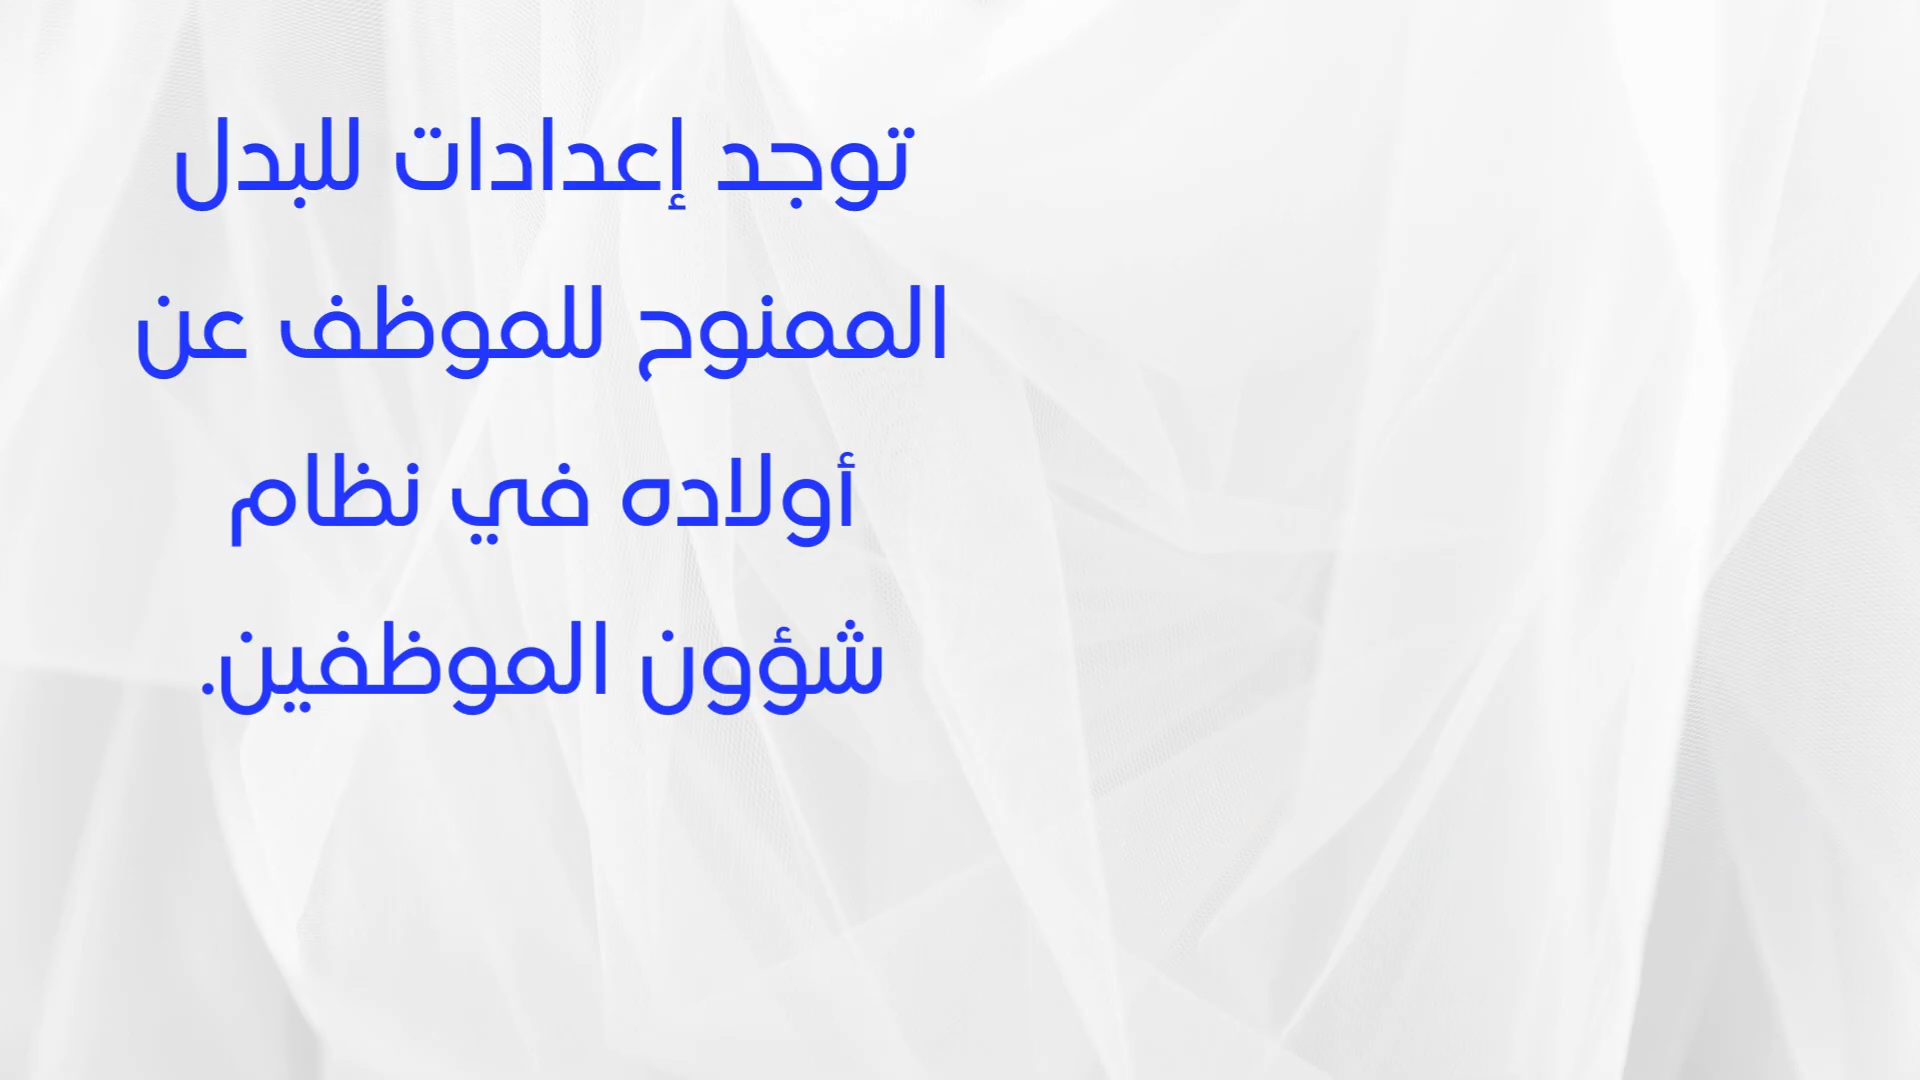 توجد إعدادات للبدل
الممنوح للموظف عن
أولاده في نظام
شؤون الموظفين.